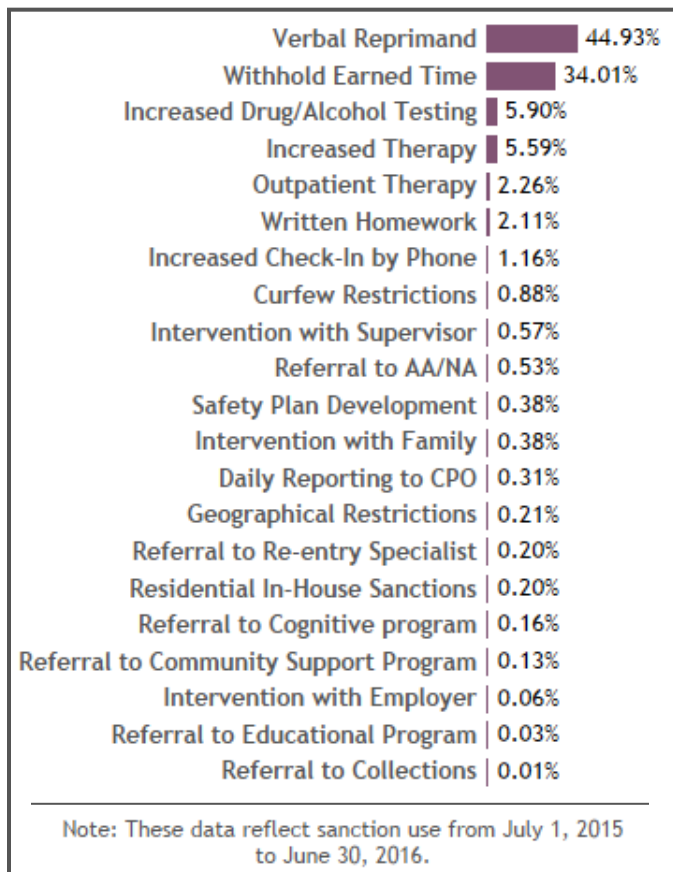 Verbal Reprimand 44.93%
Withhold Earned Time 34.01%
Increased Drug/Alcohol Testing 5.90%
Increased Therapy 5.59%
Outpatient Therapy 2.26%
Written Homework 2.11%
Increased Check-In by Phone 1.16%
Curfew Restrictions 0.88%
Intervention with Supervisor 0.57%
Referral to AA/NA 0.53%
Safety Plan Development 0.38%
Intervention with Family 0.38%
Daily Reporting to CPO 0.31%
Geographical Restrictions 0.21%
Referral to Re-entry Specialist 0.20%
Residential In-House Sanctions 0.20%
Referral to Cognitive program 0.16%
Referral to Community Support Program 0.13%
Intervention with Employer 0.06%
Referral to Educational Program 0.03%
Referral to Collections 0.01%
Note: These data reflect sanction use from July 1, 2015
to June 30, 2016.